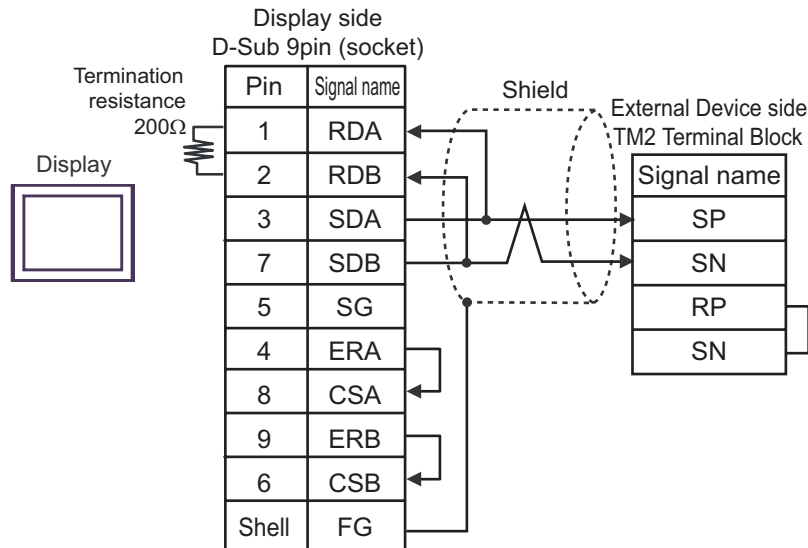 Display side
D-Sub 9pin (socket)
Termination
resistance
200Ω
Display
Pin Signal name
1 RDA
2 RDB
3 SDA
7 SDB
5 SG
4 ERA
8 CSA
9 ERB
6 CSB
Shell FG
Shield
External Device side
TM2 Terminal Block
Signal name
SP
SN
RP
SN